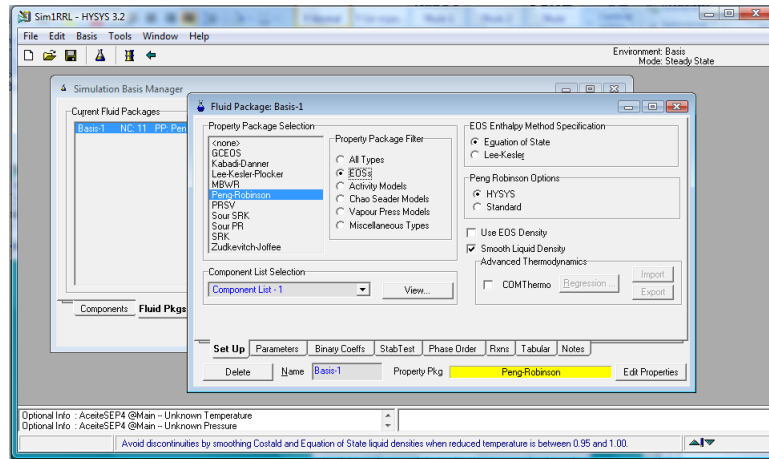 Sim1RRL - HYSYS 3.2
File Edit Basis Tools Window Help
Environment: Basis
Mode: Steady State
Simulation Basis Manager
Current Fluid Packages
Basis-1 NC: 11 PP: Pen
Components Fluid Pkgs
Fluid Package: Basis-1
Property Package Selection
<none>
GCEOS
Kabadi-Danner
Lee-Kesler-Plocker
MBWR
Peng-Robinson
PRSV
Sour SRK
Sour PR
SRK
Zudkevitch-Joffee
Property Package Filter
All Types
EOSs
Activity Models
Chao Seader Models
Vapour Press Models
Miscellaneous Types
EOS Enthalpy Method Specification
Equation of State
Lee-Kesler
Peng Robinson Options
HYSYS
Standard
Use EOS Density
Smooth Liquid Density
Advanced Thermodynamics
COMThermo Regression ... Import
Export
Component List Selection
Component List - 1 View...
Set Up Parameters Binary Coeffs StabTest Phase Order Rxns Tabular Notes
Delete Name Basis-1 Property Pkg Peng-Robinson Edit Properties
Optional Info : AceiteSEP4 @Main -- Unknown Temperature
Optional Info : AceiteSEP4 @Main -- Unknown Pressure
Avoid discontinuities by smoothing Costald and Equation of State liquid densities when reduced temperature is between 0.95 and 1.00.